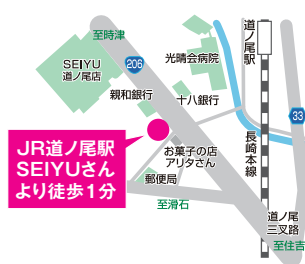 至時津
SEIYU
道ノ尾店
206
光晴会病院
道ノ尾駅
親和銀行
十八銀行
33
長崎本線
JR道ノ尾駅
SEIYUさん
より徒歩1分
お菓子の店
アリタさん
郵便局
至滑石
道ノ尾
三叉路
至住吉